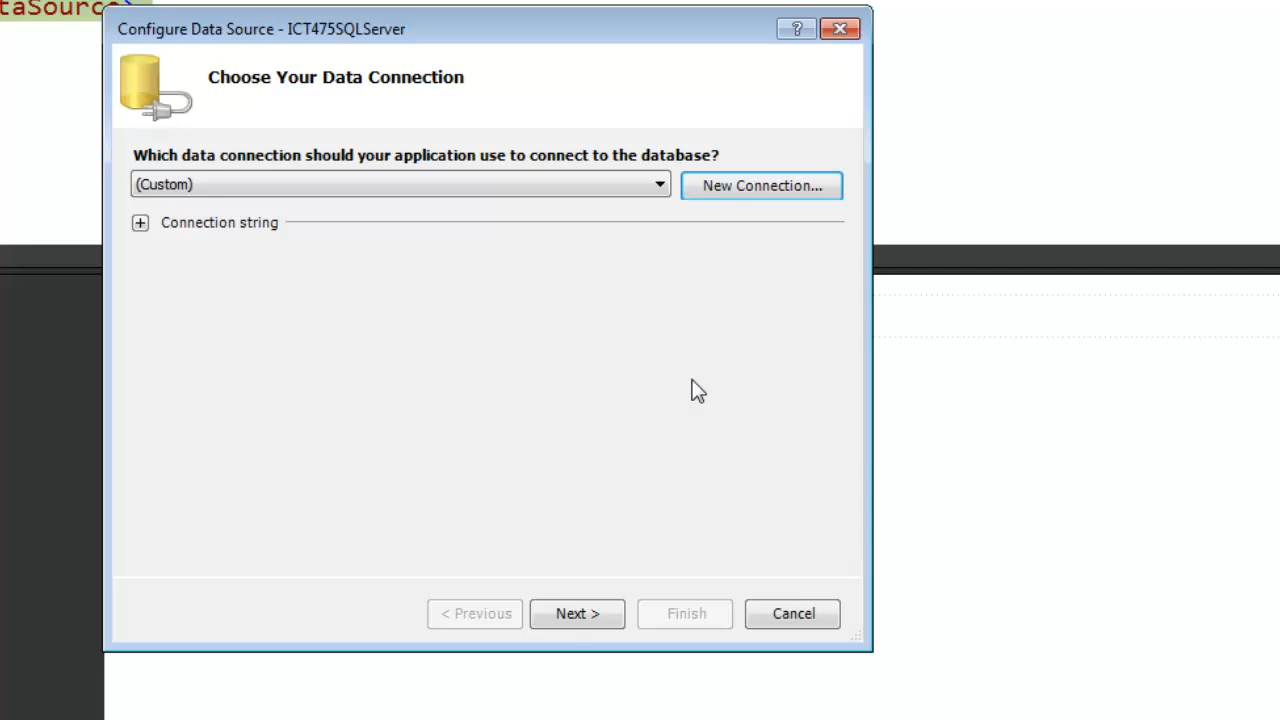 taSource>
Configure Data Source - ICT475SQLServer
?
Choose Your Data Connection
Which data connection should your application use to connect to the database?
(Custom)
New Connection...
+ Connection string
< Previous
Next >
Finish
Cancel